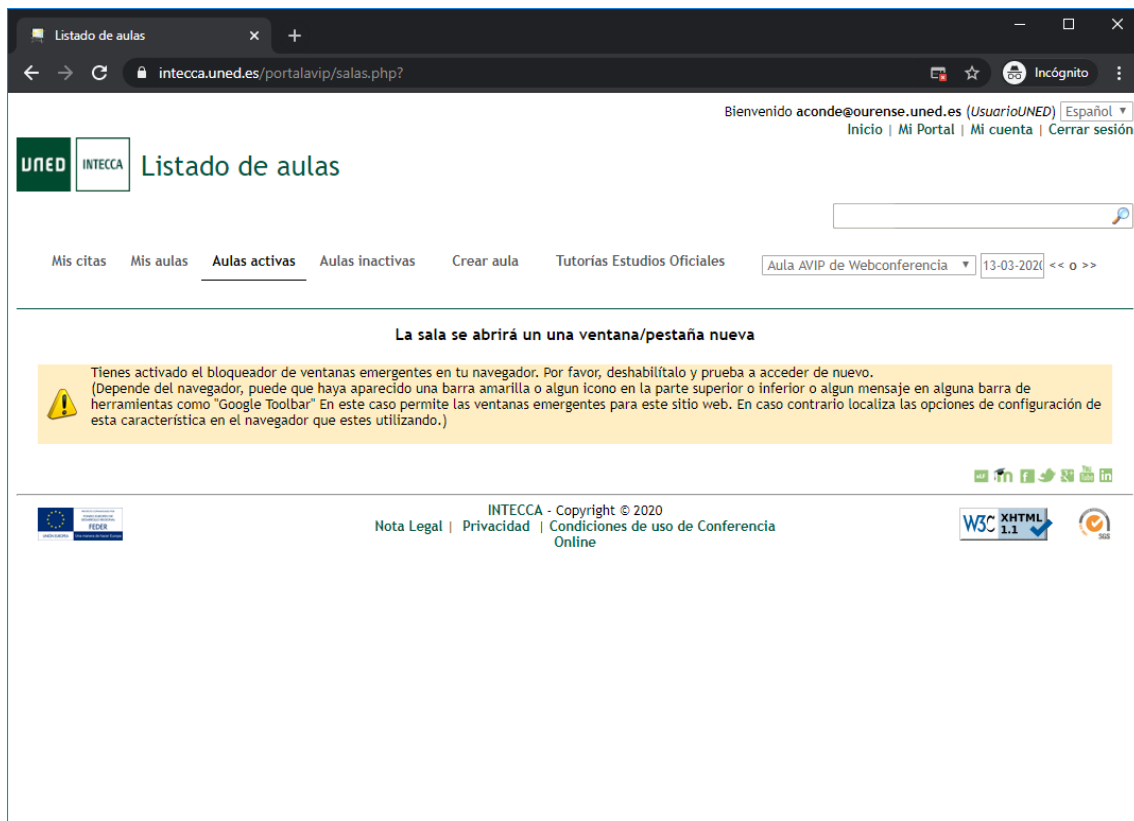 Listado de aulas
intecca.uned.es/portalavip/salas.php?
Incógnito
Bienvenido aconde@ourense.uned.es (UsuarioUNED) Español
Inicio | Mi Portal | Mi cuenta | Cerrar sesión
UNED INTECCA Listado de aulas
Mis citas Mis aulas Aulas activas Aulas inactivas Crear aula Tutorías Estudios Oficiales Aula AVIP de Webconferencia 13-03-202 << o >>
La sala se abrirá un una ventana/pestaña nueva
Tienes activado el bloqueador de ventanas emergentes en tu navegador. Por favor, deshabilítalo y prueba a acceder de nuevo.
(Depende del navegador, puede que haya aparecido una barra amarilla o algun icono en la parte superior o inferior o algun mensaje en alguna barra de
herramientas como "Google Toolbar" En este caso permite las ventanas emergentes para este sitio web. En caso contrario localiza las opciones de configuración de
esta característica en el navegador que estes utilizando.)
INTECCA - Copyright © 2020
Nota Legal | Privacidad | Condiciones de uso de Conferencia
Online
FEDER
W3C XHTML
1.1
SGS